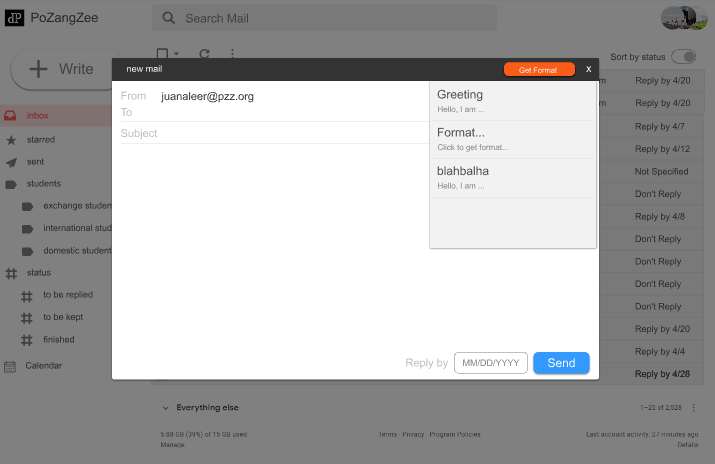 dP PoZangZee
Search Mail
Write
Sort by status
new mail
Get Format
X
From juanaleer@pzz.org
To
Subject
Greeting
Hello, I am ...
Format...
Click to get format...
blahbalha
Hello, I am ...
Reply by MM/DD/YYYY
Send
inbox
starred
sent
students
exchange studen
international stud
domestic student
status
to be replied
to be kept
finished
Calendar
m Reply by 4/20
m Reply by 4/20
Reply by 4/7
Reply by 4/12
Not Specified
Don't Reply
Reply by 4/8
Don't Reply
Don't Reply
Don't Reply
Don't Reply
Reply by 4/20
Reply by 4/4
Reply by 4/28
Everything else
1–25 of 2,528
5.88 GB (39%) of 15 GB used
Manage
Terms · Privacy · Program Policies
Last account activity: 27 minutes ago
Details